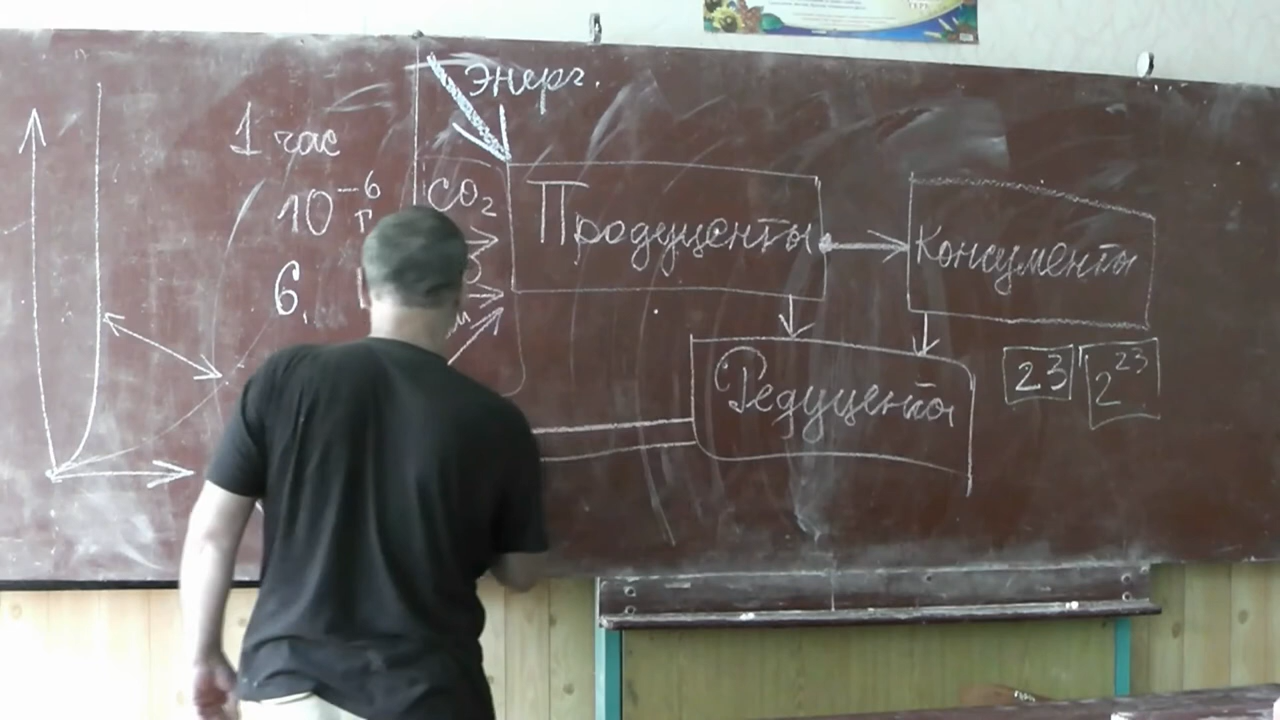 Энерг.
1 час
10⁻⁶ г
6.
CO₂
Продуценты
Консументы
Редуценты
23
2²³